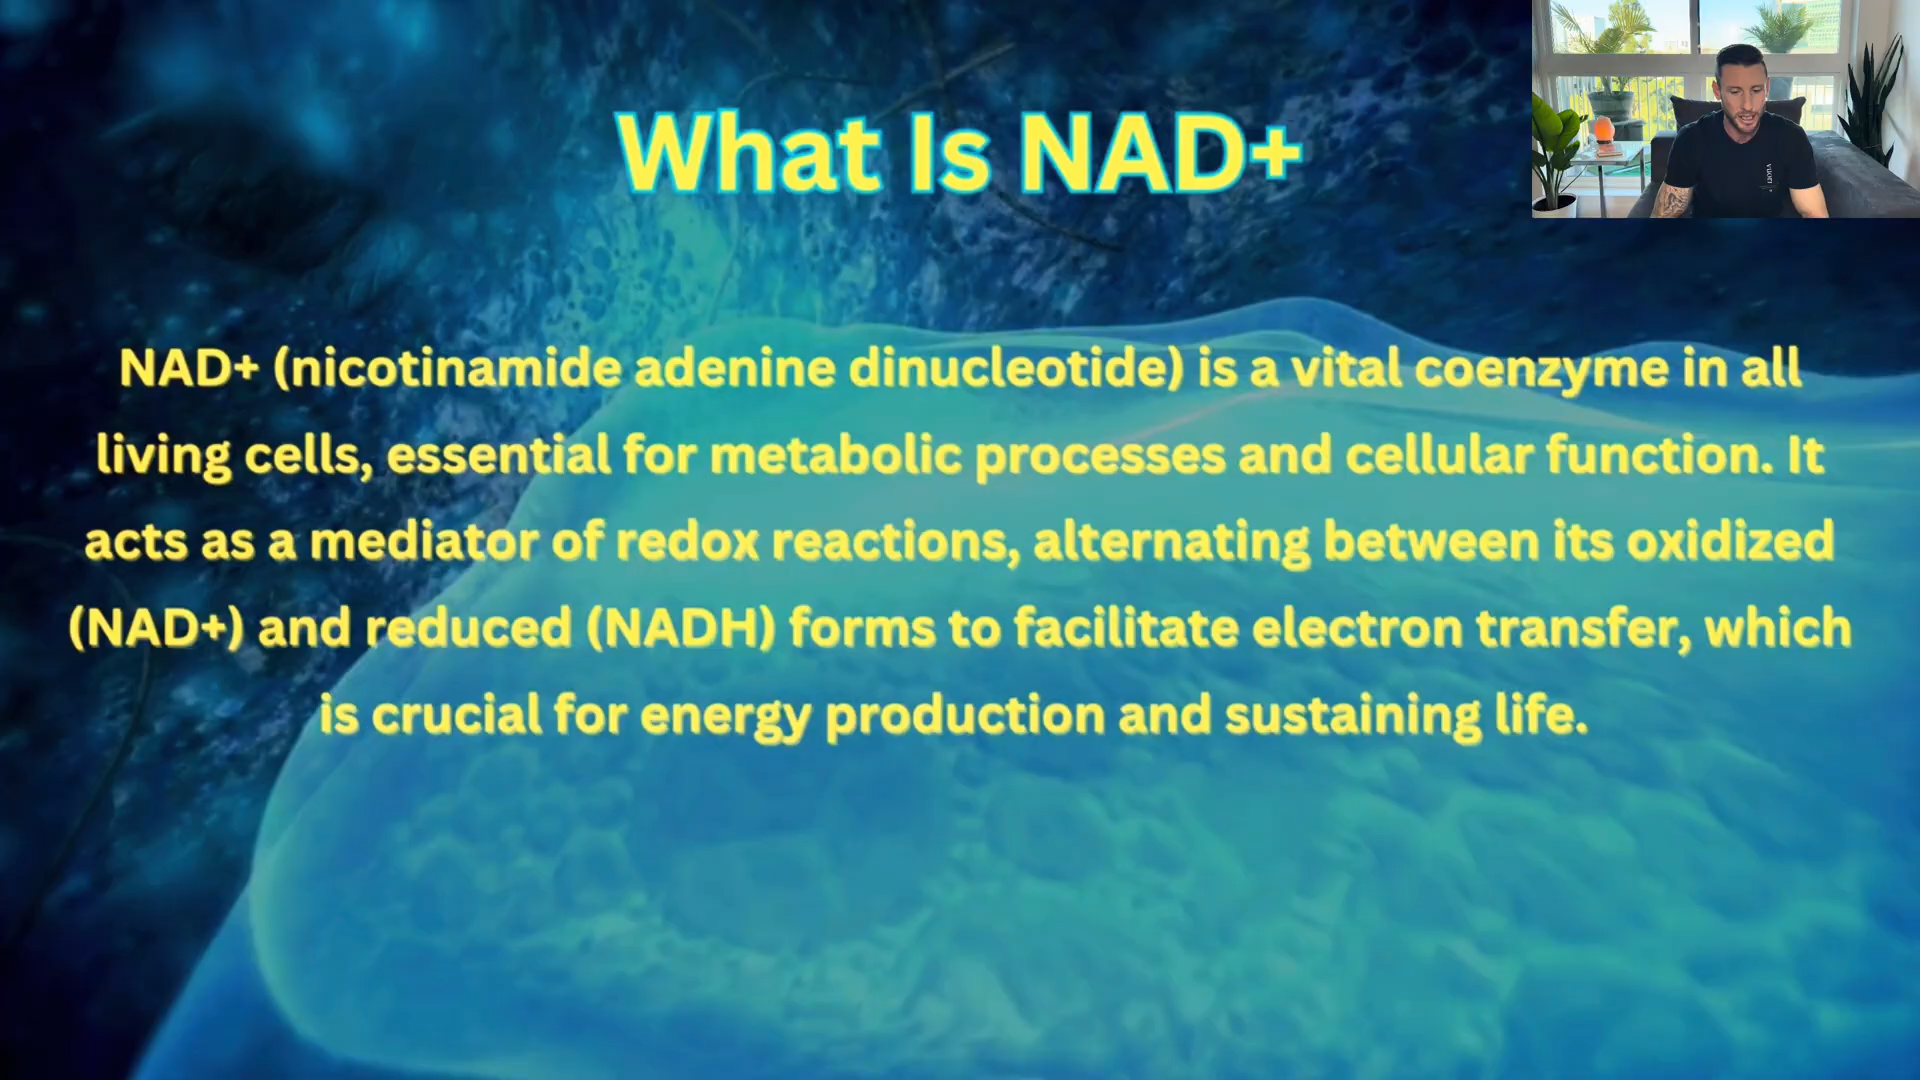 What Is NAD+
NAD+ (nicotinamide adenine dinucleotide) is a vital coenzyme in all
living cells, essential for metabolic processes and cellular function. It
acts as a mediator of redox reactions, alternating between its oxidized
(NAD+) and reduced (NADH) forms to facilitate electron transfer, which
is crucial for energy production and sustaining life.